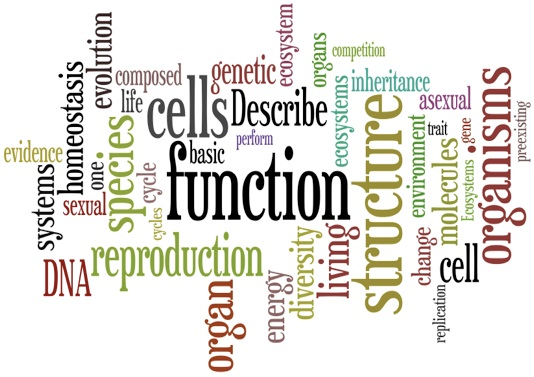 evolution
composed
life
homeostasis
evidence
systems
one
sexual
species
cycle
cycles
cells
genetic
ecosystem
organs
competition
Describe
perform
basic
function
ecosystems
inheritance
asexual
structure
environment
trait
gene
molecules
Ecosystems
.
organisms
preexisting
DNA
reproduction
organ
energy
diversity
living
change
cell
replication